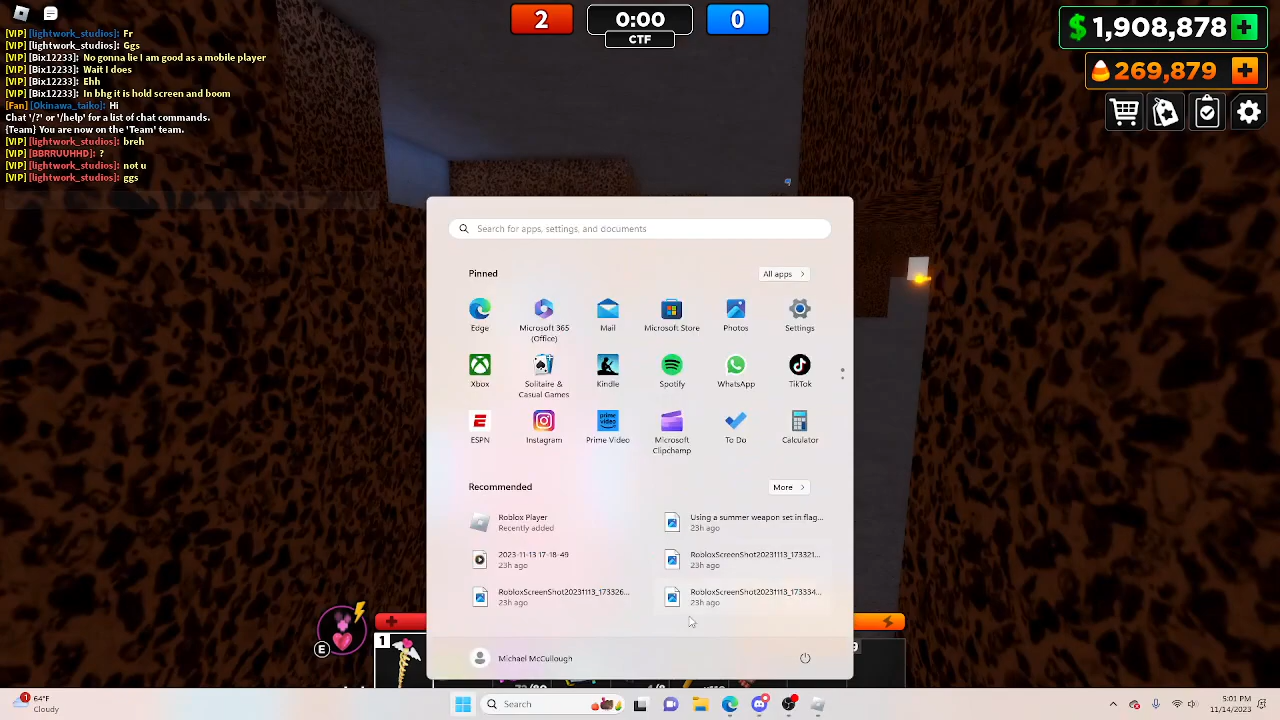 [VIP] [lightwork_studios]: Fr
[VIP] [lightwork_studios]: Ggs
[VIP] [Bix12233]: No gonna lie I am good as a mobile player
[VIP] [Bix12233]: Wait I does
[VIP] [Bix12233]: Ehh
[VIP] [Bix12233]: In bhg it is hold screen and boom
[Fan] [Okinawa_taiko]: Hi
Chat '/?' or '/help' for a list of chat commands.
{Team} You are now on the 'Team' team.
[VIP] [lightwork_studios]: breh
[VIP] [BBRRUUHHD]: ?
[VIP] [lightwork_studios]: not u
[VIP] [lightwork_studios]: ggs
2 0:00 0
CTF
$ 1,908,878 +
269,879 +
Search for apps, settings, and documents
Pinned All apps >
Edge Microsoft 365 (Office) Mail Microsoft Store Photos Settings
Xbox Solitaire & Casual Games Kindle Spotify WhatsApp TikTok
ESPN Instagram Prime Video Microsoft Clipchamp To Do Calculator
Recommended More >
Roblox Player
Recently added
Using a summer weapon set in flag...
23h ago
2023-11-13 17-18-49
23h ago
RobloxScreenShot20231113_173321...
23h ago
RobloxScreenShot20231113_173326...
23h ago
RobloxScreenShot20231113_173334...
23h ago
E
1
Michael McCullough
64°F
Cloudy
Search
5:01 PM
11/14/2023